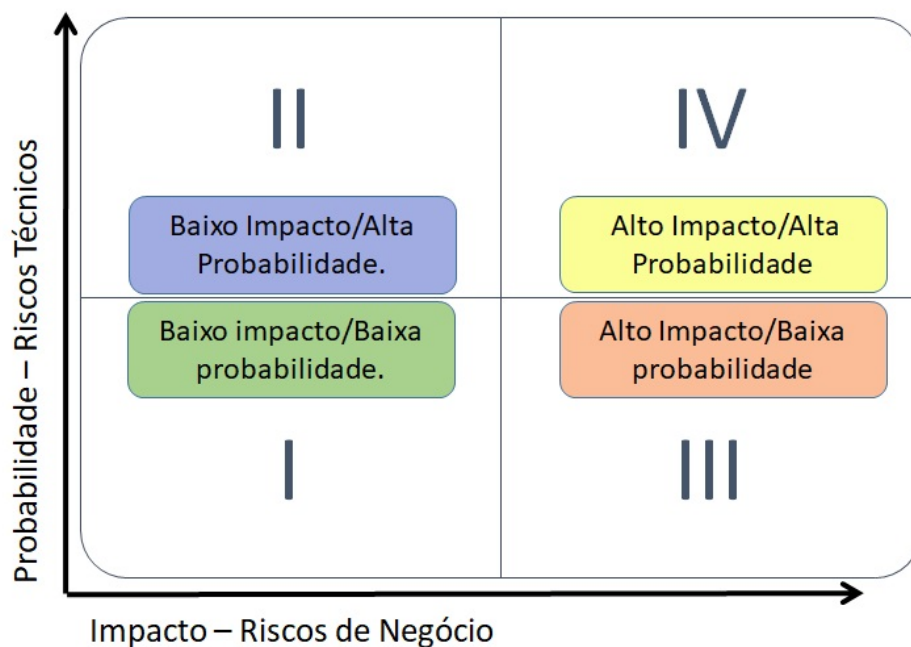 Probabilidade – Riscos Técnicos
II
IV
Baixo Impacto/Alta
Probabilidade.
Alto Impacto/Alta
Probabilidade
Baixo impacto/Baixa
probabilidade.
Alto Impacto/Baixa
probabilidade
I
III
Impacto – Riscos de Negócio